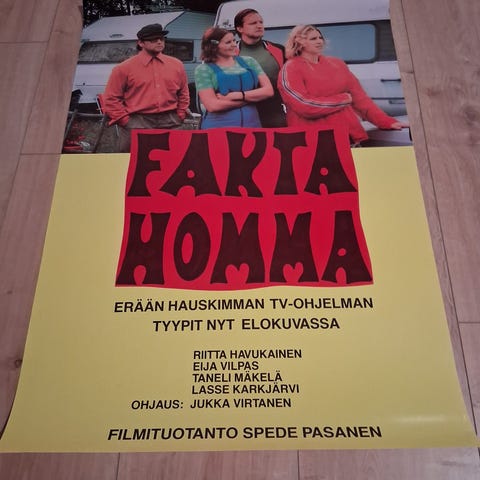 FAKTA
HOMMA
ERÄÄN HAUSKIMMAN TV-OHJELMAN
TYYPIT NYT ELOKUVASSA
RIITTA HAVUKAINEN
EIJA VILPAS
TANELI MÄKELÄ
LASSE KARKJÄRVI
OHJAUS: JUKKA VIRTANEN
FILMITUOTANTO SPEDE PASANEN